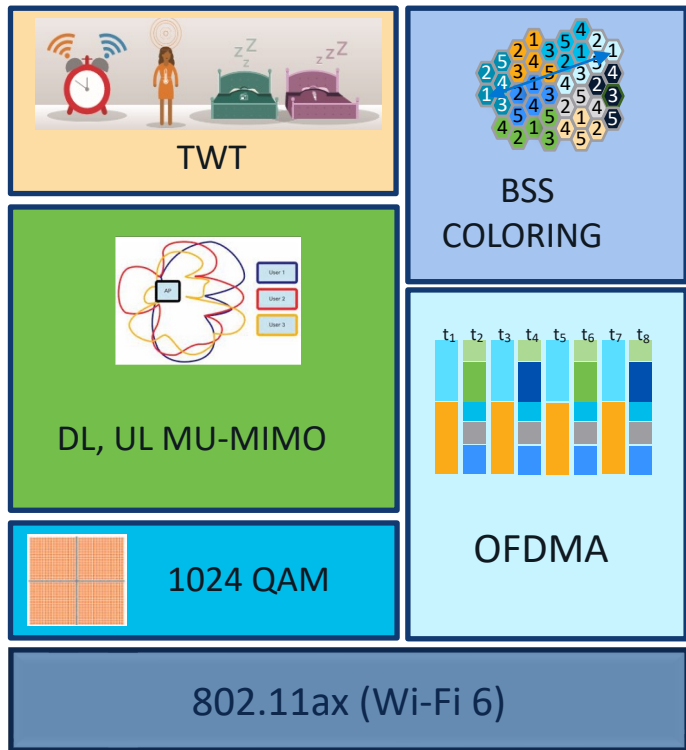 z z Z
z z Z
TWT
BSS
COLORING
AP
User 1
User 2
User 3
DL, UL MU-MIMO
t₁ t₂ t₃ t₄ t₅ t₆ t₇ t₈
OFDMA
1024 QAM
802.11ax (Wi-Fi 6)